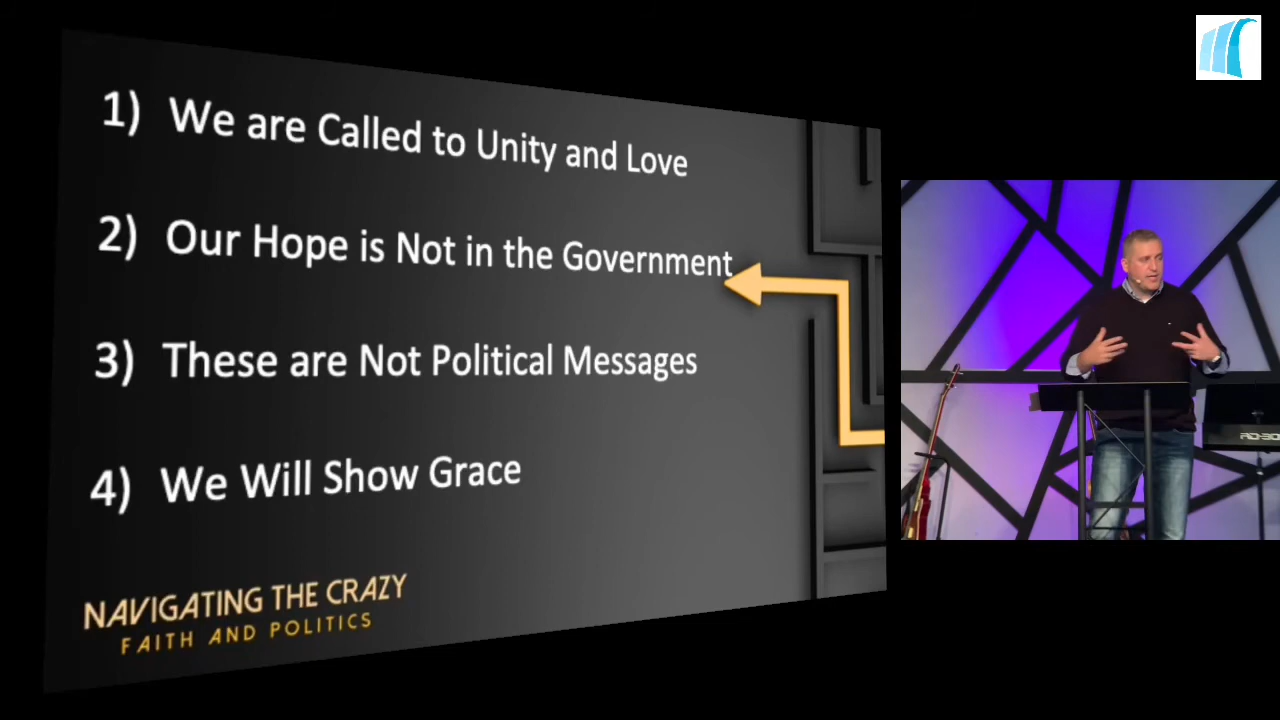 1) We are Called to Unity and Love
2) Our Hope is Not in the Government
3) These are Not Political Messages
4) We Will Show Grace
NAVIGATING THE CRAZY
FAITH AND POLITICS